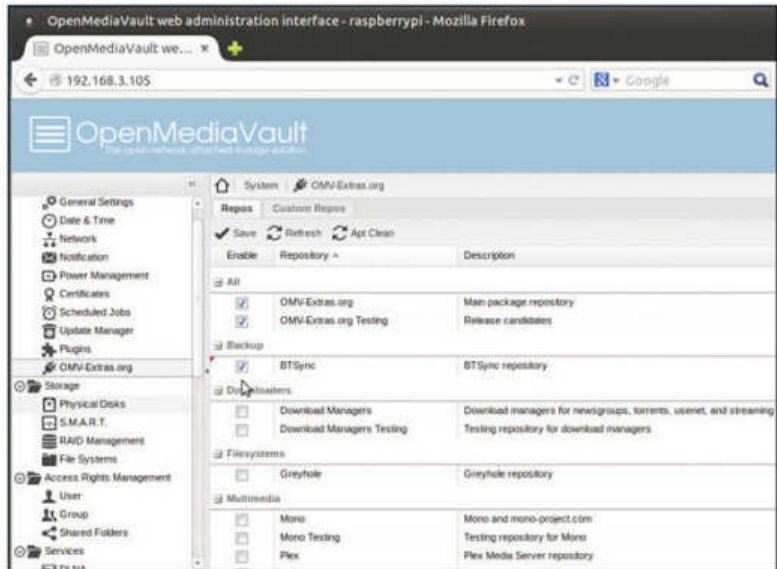 OpenMediaVault web administration interface - raspberrypi - Mozilla Firefox
OpenMediaVault we... ×
192.168.3.105
Google
OpenMediaVault
The open network attached storage solution
System
OMV-Extras.org
Repos
Custom Repos
Save
Refresh
Apt Clean
Enable
Repository
Description
General Settings
Date & Time
Network
Notification
Power Management
Certificates
Scheduled Jobs
Update Manager
Plugins
OMV-Extras.org
Storage
Physical Disks
S.M.A.R.T.
RAID Management
File Systems
Access Rights Management
User
Group
Shared Folders
Services
All
OMV-Extras.org Main package repository
OMV-Extras.org Testing Release candidates
Backup
BTSync BTSync repository
Downloaders
Download Managers Download managers for newsgroups, torrents, usenet, and streaming
Download Managers Testing Testing repository for download managers
Filesystems
Greyhole Greyhole repository
Multimedia
Mono Mono and mono-project.com
Mono Testing Testing repository for Mono
Plex Plex Media Server repository